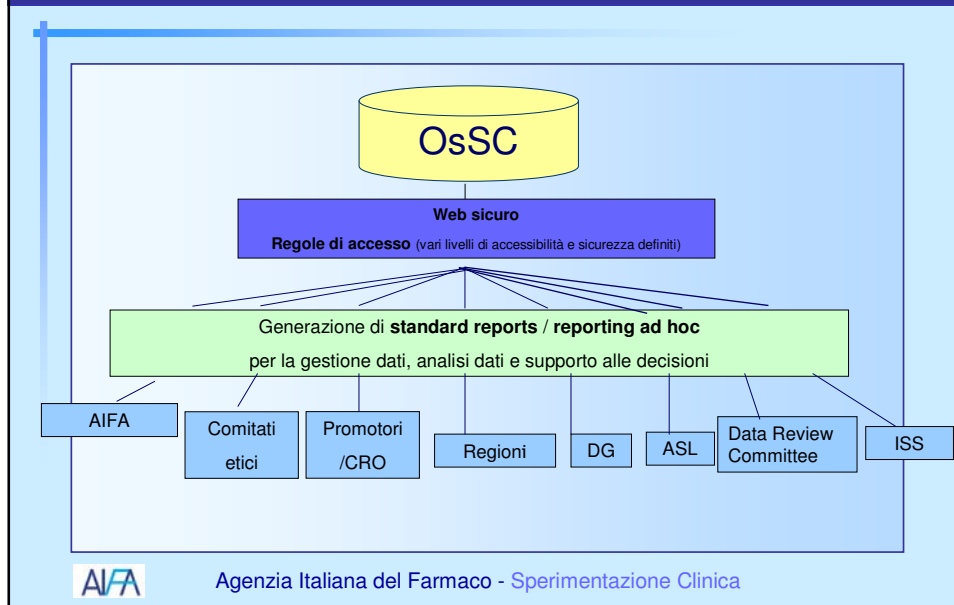 OsSC
Web sicuro
Regole di accesso (vari livelli di accessibilità e sicurezza definiti)
Generazione di standard reports / reporting ad hoc
per la gestione dati, analisi dati e supporto alle decisioni
AIFA
Comitati
etici
Promotori
/CRO
Regioni
DG
ASL
Data Review
Committee
ISS
AIFA
Agenzia Italiana del Farmaco - Sperimentazione Clinica